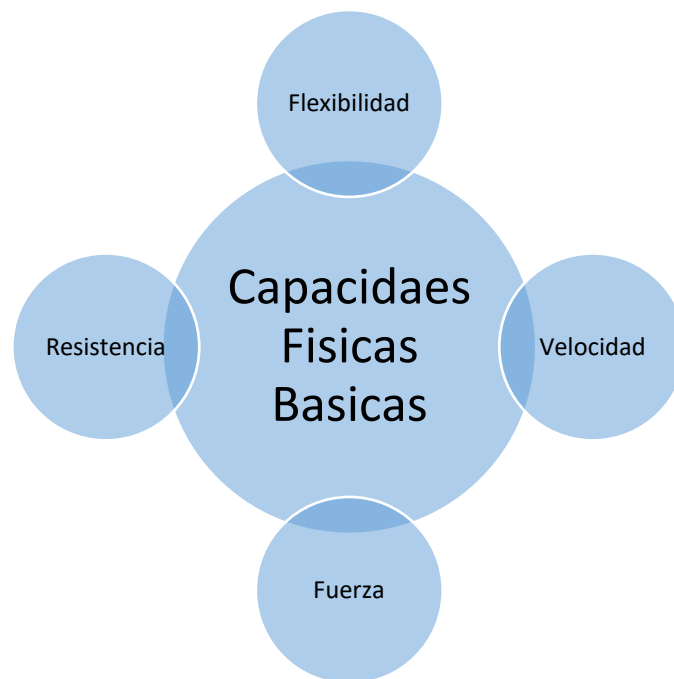 Flexibilidad
Capacidaes
Fisicas
Basicas
Resistencia
Velocidad
Fuerza